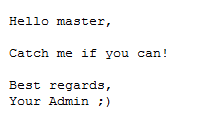 Hello master,
Catch me if you can!
Best regards,
Your Admin ;)